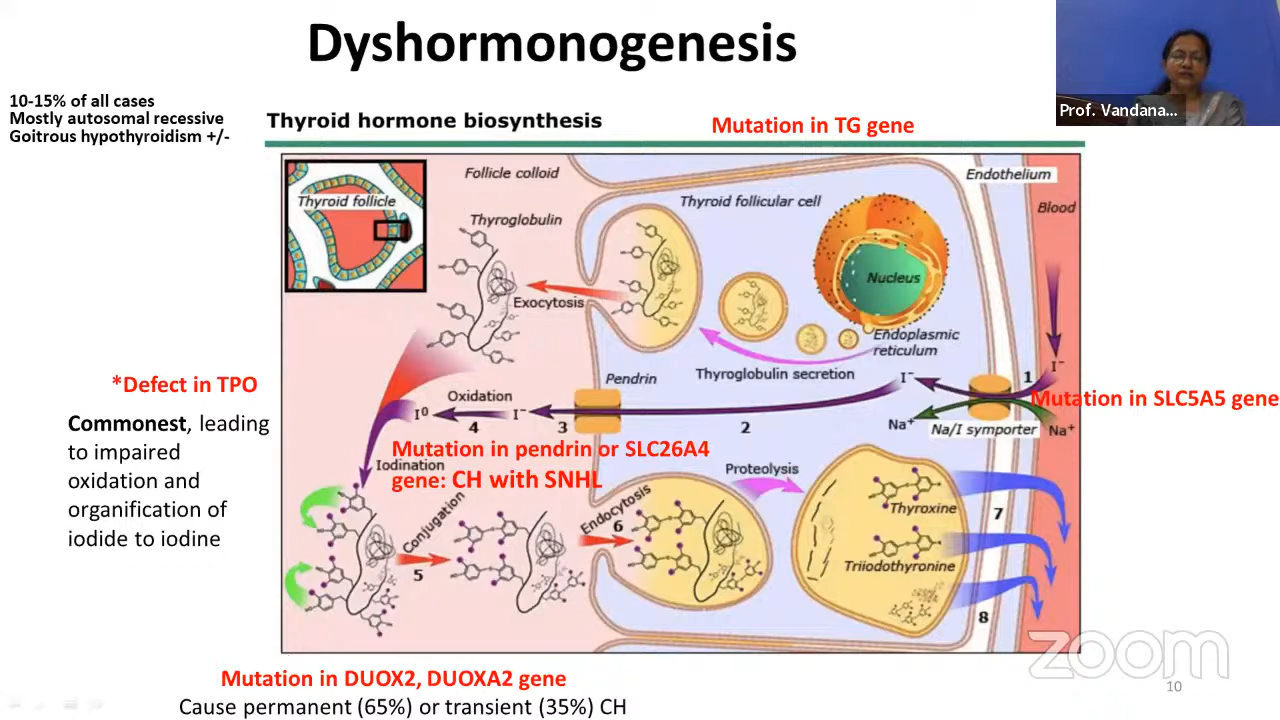 Dyshormonogenesis
Prof. Vandana...
10-15% of all cases
Mostly autosomal recessive
Goitrous hypothyroidism +/-
Thyroid hormone biosynthesis
Mutation in TG gene
Follicle colloid
Endothelium
Thyroid follicle
Thyroid follicular cell
Blood
Thyroglobulin
Nucleus
Exocytosis
Endoplasmic
reticulum
Thyroglobulin secretion
Pendrin
I⁻
1
I⁻
*Defect in TPO
Oxidation
Mutation in SLC5A5 gene
I⁰
4
I⁻
3
2
Na⁺
Na/I symporter
Na⁺
Commonest, leading
to impaired
oxidation and
organification of
iodide to iodine
Mutation in pendrin or SLC26A4
gene: CH with SNHL
Iodination
Proteolysis
Conjugation
5
Endocytosis
6
Thyroxine
7
Triiodothyronine
8
zoom
10
Mutation in DUOX2, DUOXA2 gene
Cause permanent (65%) or transient (35%) CH